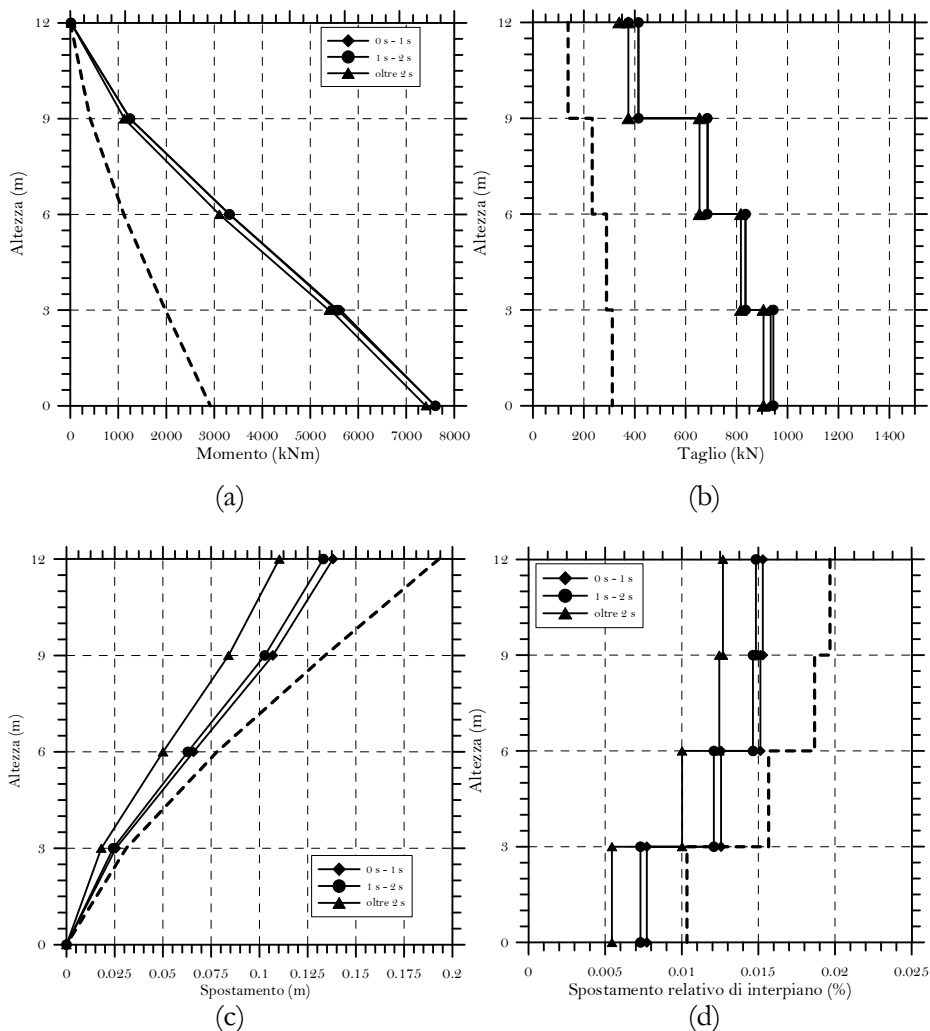 12
9
6
3
0
Altezza (m)
0 s - 1 s
1 s - 2 s
oltre 2 s
0 1000 2000 3000 4000 5000 6000 7000 8000
Momento (kNm)
(a)
12
9
6
3
0
Altezza (m)
0 200 400 600 800 1000 1200 1400
Taglio (kN)
(b)
12
9
6
3
0
Altezza (m)
0 s - 1 s
1 s - 2 s
oltre 2 s
0 0.025 0.05 0.075 0.1 0.125 0.15 0.175 0.2
Spostamento (m)
(c)
12
9
6
3
0
Altezza (m)
0 s - 1 s
1 s - 2 s
oltre 2 s
0 0.005 0.01 0.015 0.02 0.025
Spostamento relativo di interpiano (%)
(d)